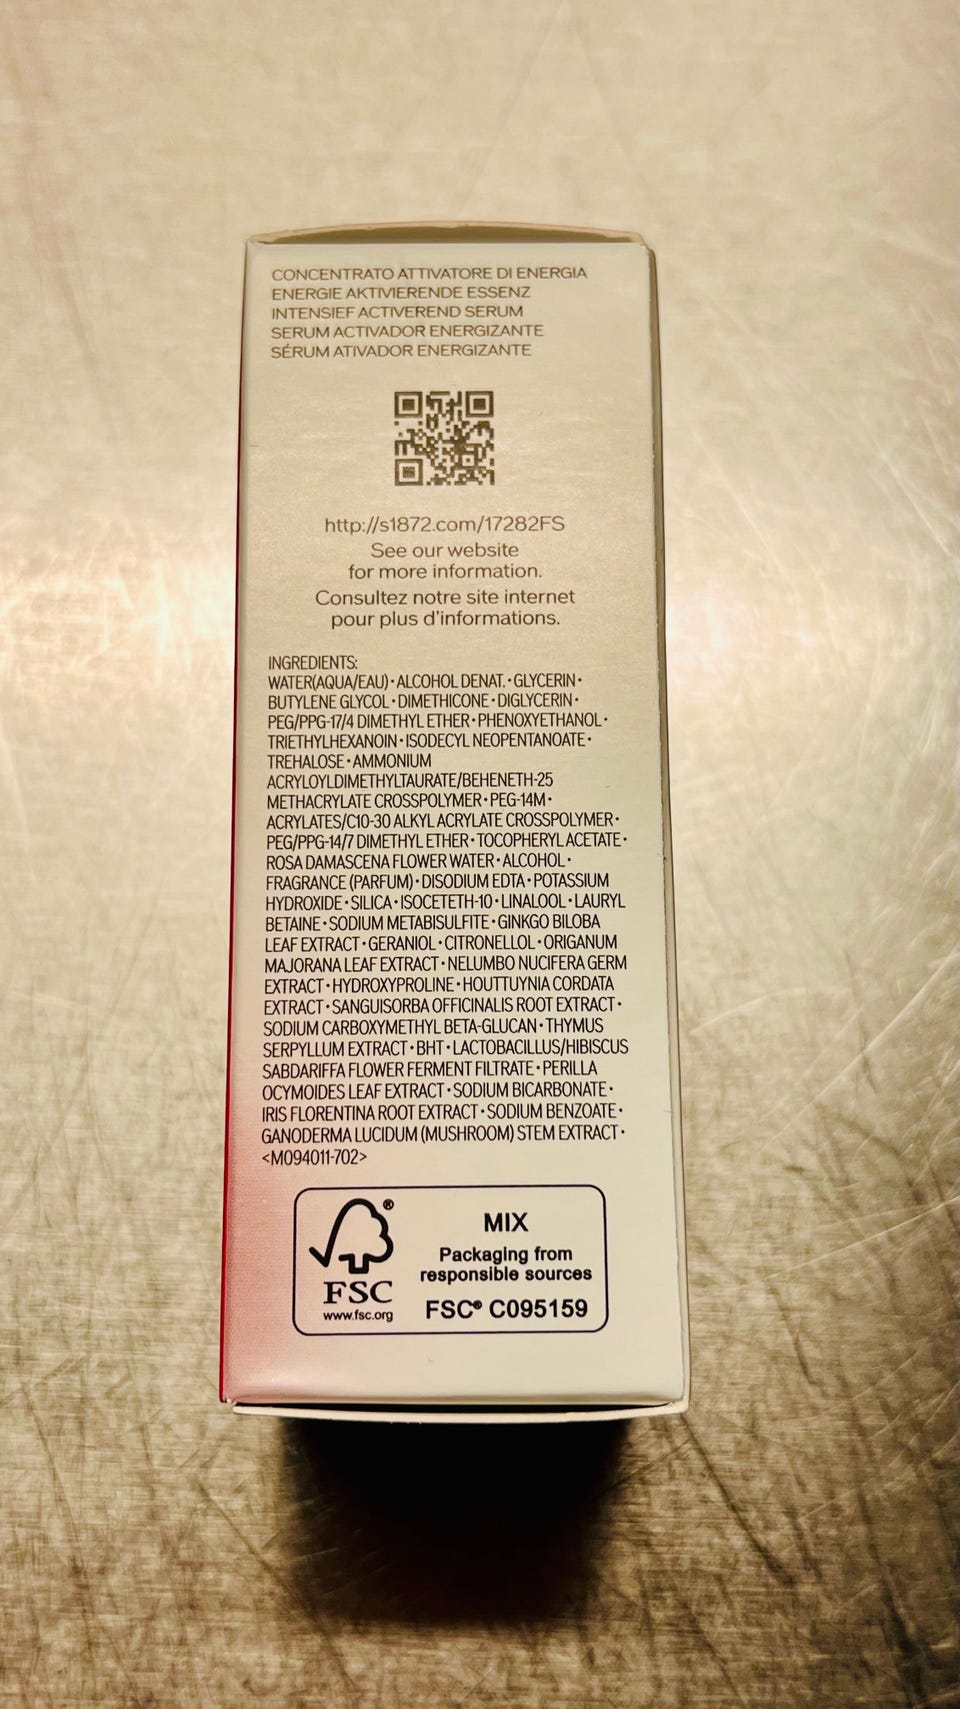 CONCENTRATO ATTIVATORE DI ENERGIA
ENERGIE AKTIVIERENDE ESSENZ
INTENSIEF ACTIVEREND SERUM
SERUM ACTIVADOR ENERGIZANTE
SÉRUM ATIVADOR ENERGIZANTE
http://s1872.com/17282FS
See our website
for more information.
Consultez notre site internet
pour plus d'informations.
INGREDIENTS:
WATER(AQUA/EAU)・ALCOHOL DENAT.・GLYCERIN・
BUTYLENE GLYCOL・DIMETHICONE・DIGLYCERIN・
PEG/PPG-17/4 DIMETHYL ETHER・PHENOXYETHANOL・
TRIETHYLHEXANOIN・ISODECYL NEOPENTANOATE・
TREHALOSE・AMMONIUM
ACRYLOYLDIMETHYLTAURATE/BEHENETH-25
METHACRYLATE CROSSPOLYMER・PEG-14M・
ACRYLATES/C10-30 ALKYL ACRYLATE CROSSPOLYMER・
PEG/PPG-14/7 DIMETHYL ETHER・TOCOPHERYL ACETATE・
ROSA DAMASCENA FLOWER WATER・ALCOHOL・
FRAGRANCE (PARFUM)・DISODIUM EDTA・POTASSIUM
HYDROXIDE・SILICA・ISOCETETH-10・LINALOOL・LAURYL
BETAINE・SODIUM METABISULFITE・GINKGO BILOBA
LEAF EXTRACT・GERANIOL・CITRONELLOL・ORIGANUM
MAJORANA LEAF EXTRACT・NELUMBO NUCIFERA GERM
EXTRACT・HYDROXYPROLINE・HOUTTUYNIA CORDATA
EXTRACT・SANGUISORBA OFFICINALIS ROOT EXTRACT・
SODIUM CARBOXYMETHYL BETA-GLUCAN・THYMUS
SERPYLLUM EXTRACT・BHT・LACTOBACILLUS/HIBISCUS
SABDARIFFA FLOWER FERMENT FILTRATE・PERILLA
OCYMOIDES LEAF EXTRACT・SODIUM BICARBONATE・
IRIS FLORENTINA ROOT EXTRACT・SODIUM BENZOATE・
GANODERMA LUCIDUM (MUSHROOM) STEM EXTRACT・
<M094011-702>
®
FSC
www.fsc.org
MIX
Packaging from
responsible sources
FSC® C095159